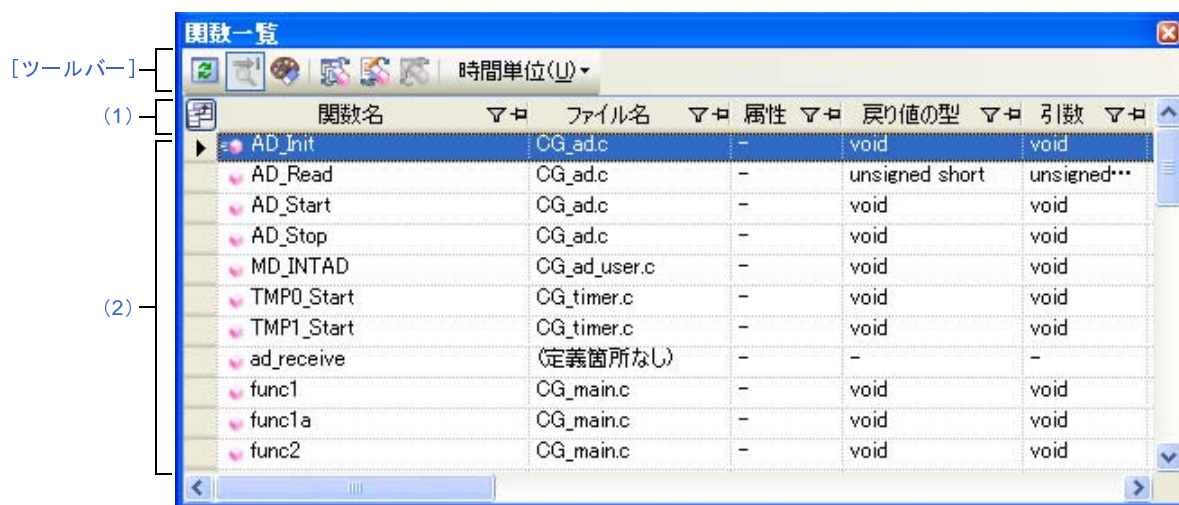 関数一覧
[ツールバー]
時間単位(U)
(1)
関数名 ファイル名 属性 戻り値の型 引数
AD_Init CG_ad.c - void void
AD_Read CG_ad.c - unsigned short unsigned…
AD_Start CG_ad.c - void void
AD_Stop CG_ad.c - void void
MD_INTAD CG_ad_user.c - void void
(2)
TMP0_Start CG_timer.c - void void
TMP1_Start CG_timer.c - void void
ad_receive (定義箇所なし) - - -
func1 CG_main.c - void void
func1a CG_main.c - void void
func2 CG_main.c - void void